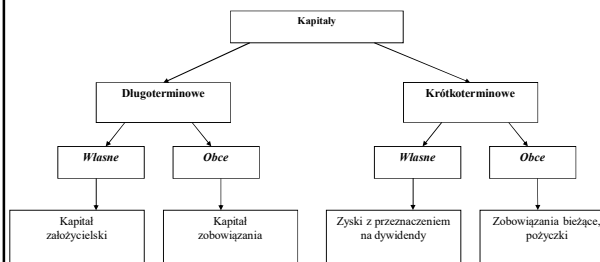 Kapitały
Długoterminowe
Krótkoterminowe
Własne
Obce
Własne
Obce
Kapitał
założycielski
Kapitał
zobowiązania
Zyski z przeznaczeniem
na dywidendy
Zobowiązania bieżące,
pożyczki